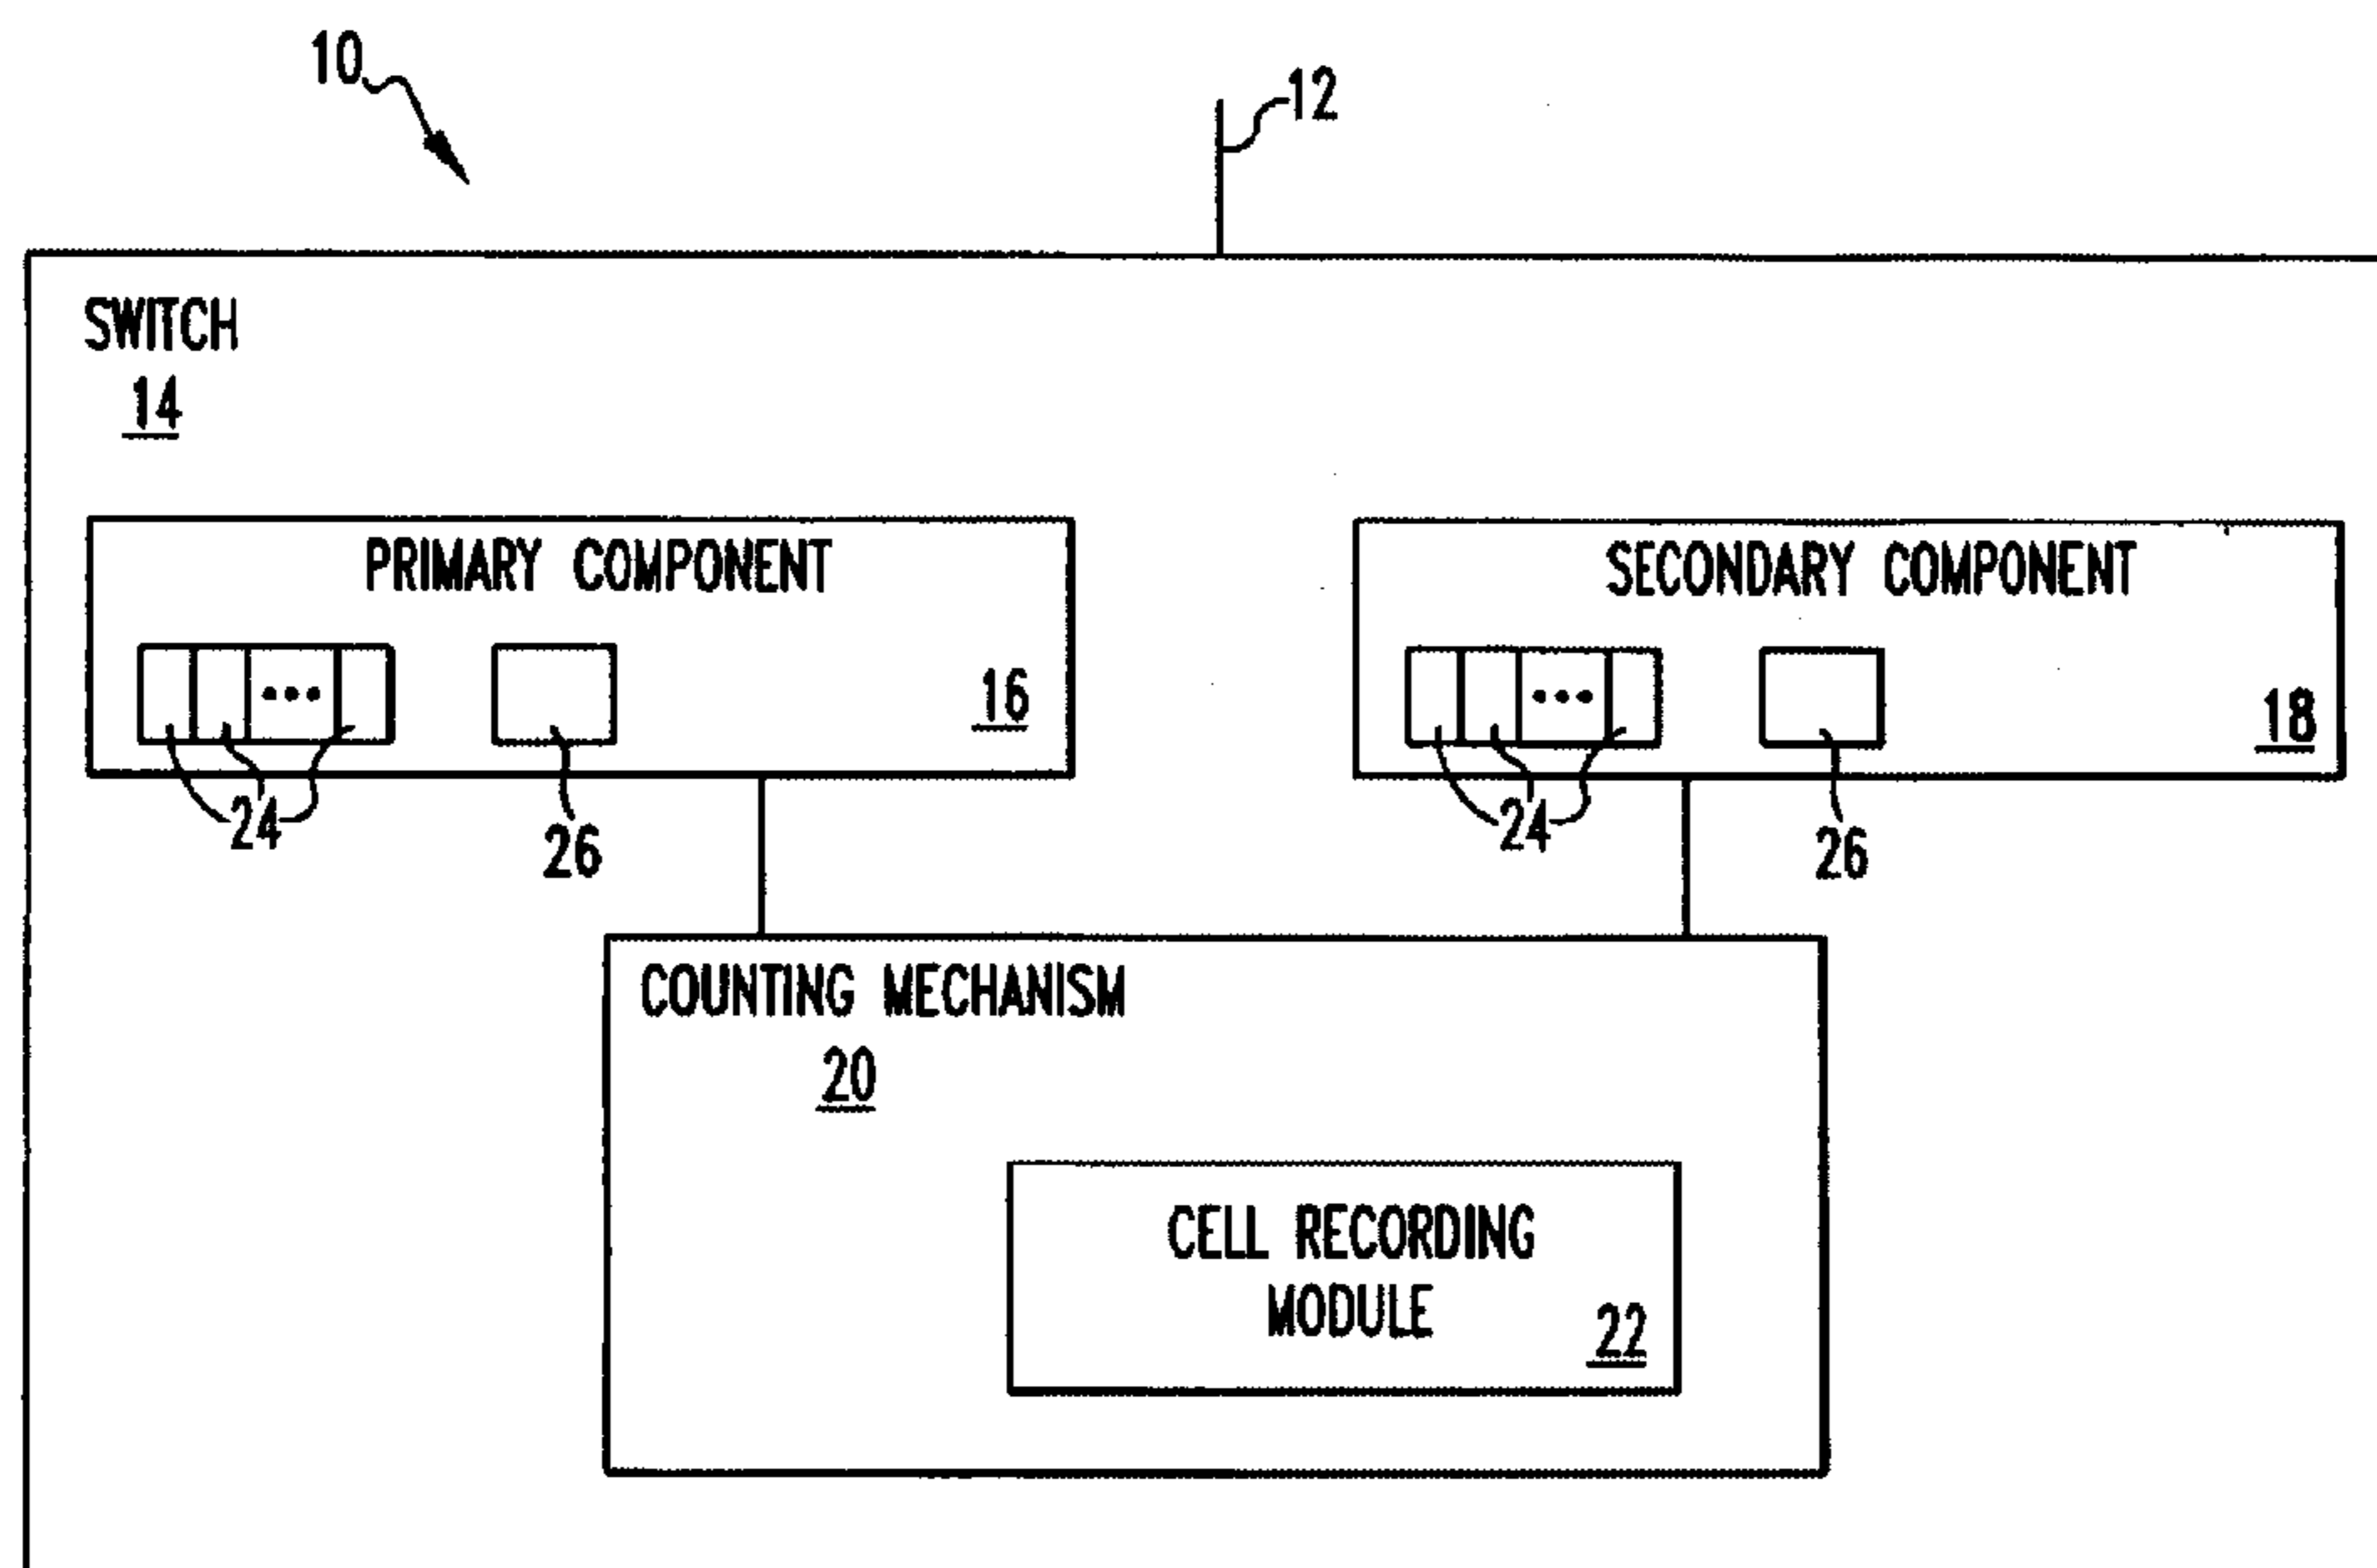 10
12
SWITCH
14
PRIMARY COMPONENT
16
24
26
SECONDARY COMPONENT
18
24
26
COUNTING MECHANISM
20
CELL RECORDING
MODULE
22